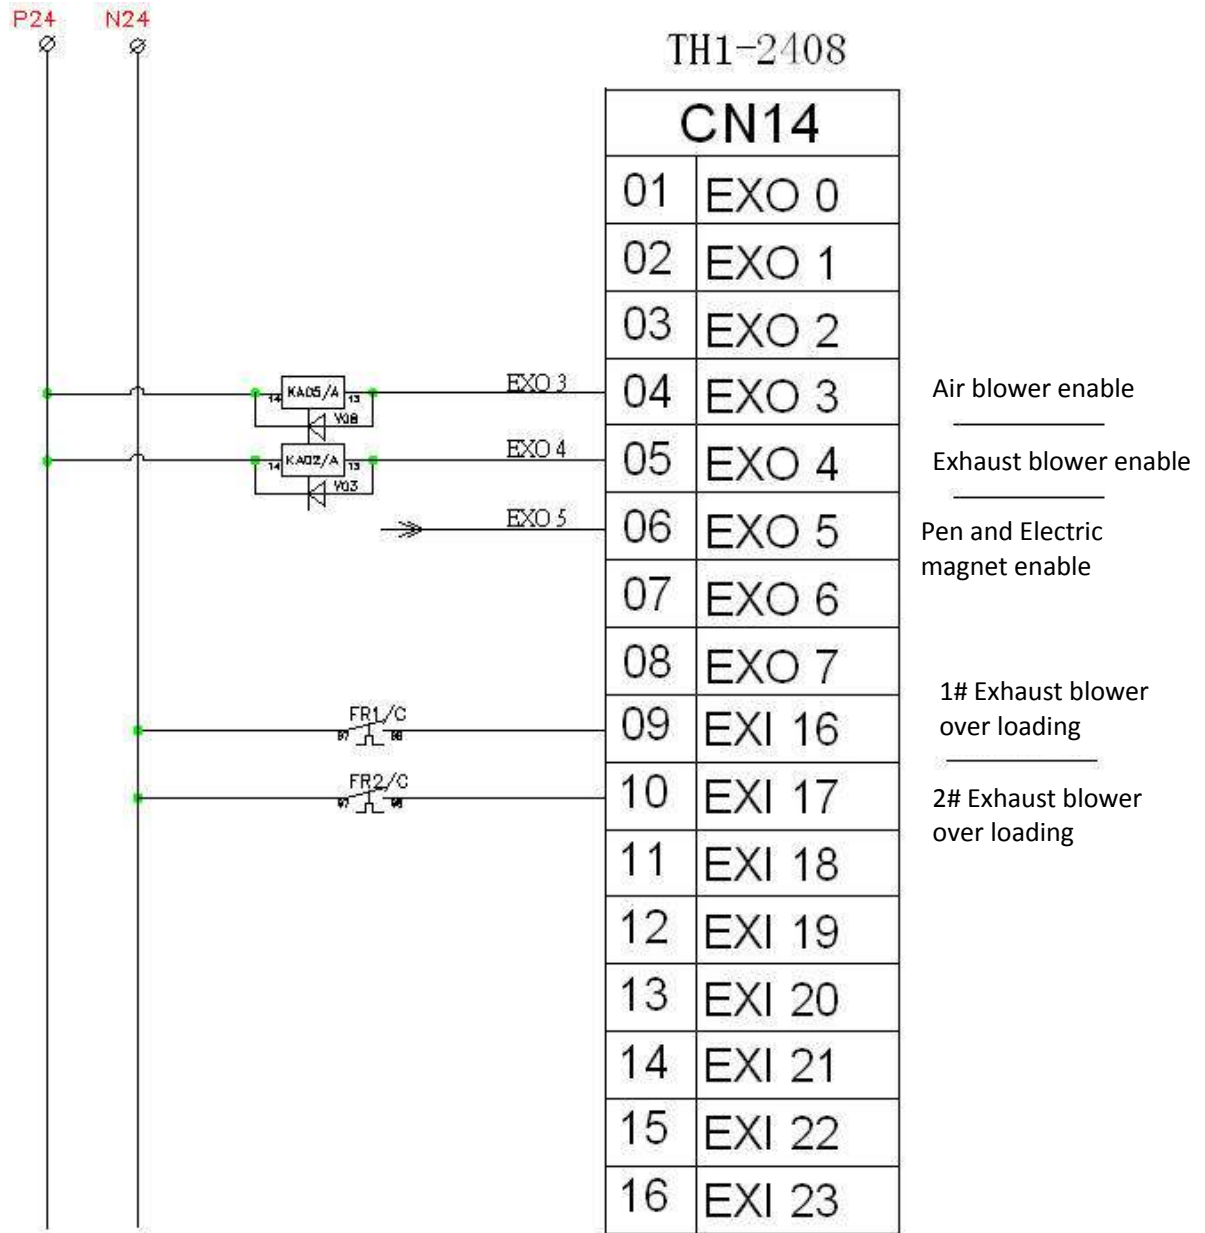 P24 N24
TH1-2408
CN14
01 EXO 0
02 EXO 1
03 EXO 2
14 KA05/A 13 EXO 3 04 EXO 3 Air blower enable
V08
14 KA02/A 13 EXO 4 05 EXO 4 Exhaust blower enable
V03
EXO 5 06 EXO 5 Pen and Electric
magnet enable
07 EXO 6
08 EXO 7
1# Exhaust blower
FR1/C 09 EXI 16 over loading
97 98
FR2/C 10 EXI 17 2# Exhaust blower
97 98 over loading
11 EXI 18
12 EXI 19
13 EXI 20
14 EXI 21
15 EXI 22
16 EXI 23